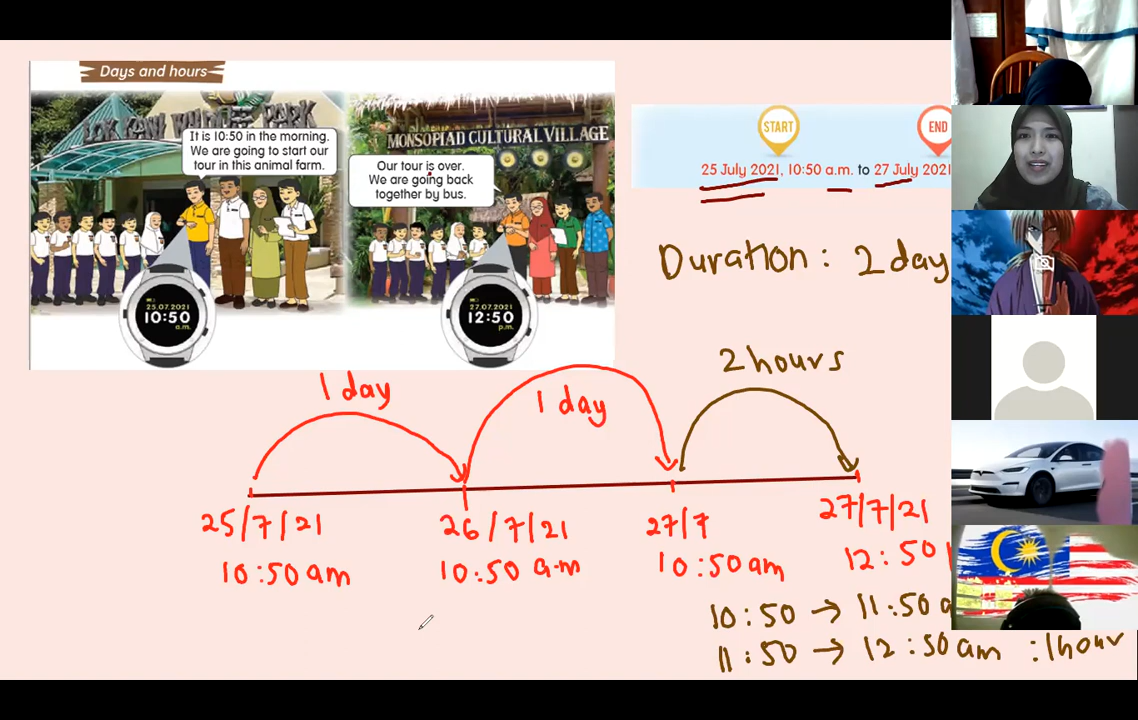 Days and hours
LOK KAWI WILDLIFE PARK
It is 10:50 in the morning.
We are going to start our
tour in this animal farm.
25.07.2021
10:50
a.m.
MONSOPIAD CULTURAL VILLAGE
Our tour is over.
We are going back
together by bus.
27.07.2021
12:50
p.m.
START
END
25 July 2021, 10:50 a.m. to 27 July 2021
Duration : 2 day
1 day
1 day
2 hours
25/7/21
10:50 am
26/7/21
10:50 a.m
27/7
10:50 am
27/7/21
12:50
10:50 → 11:50 a
11:50 → 12:50 am : 1 hour